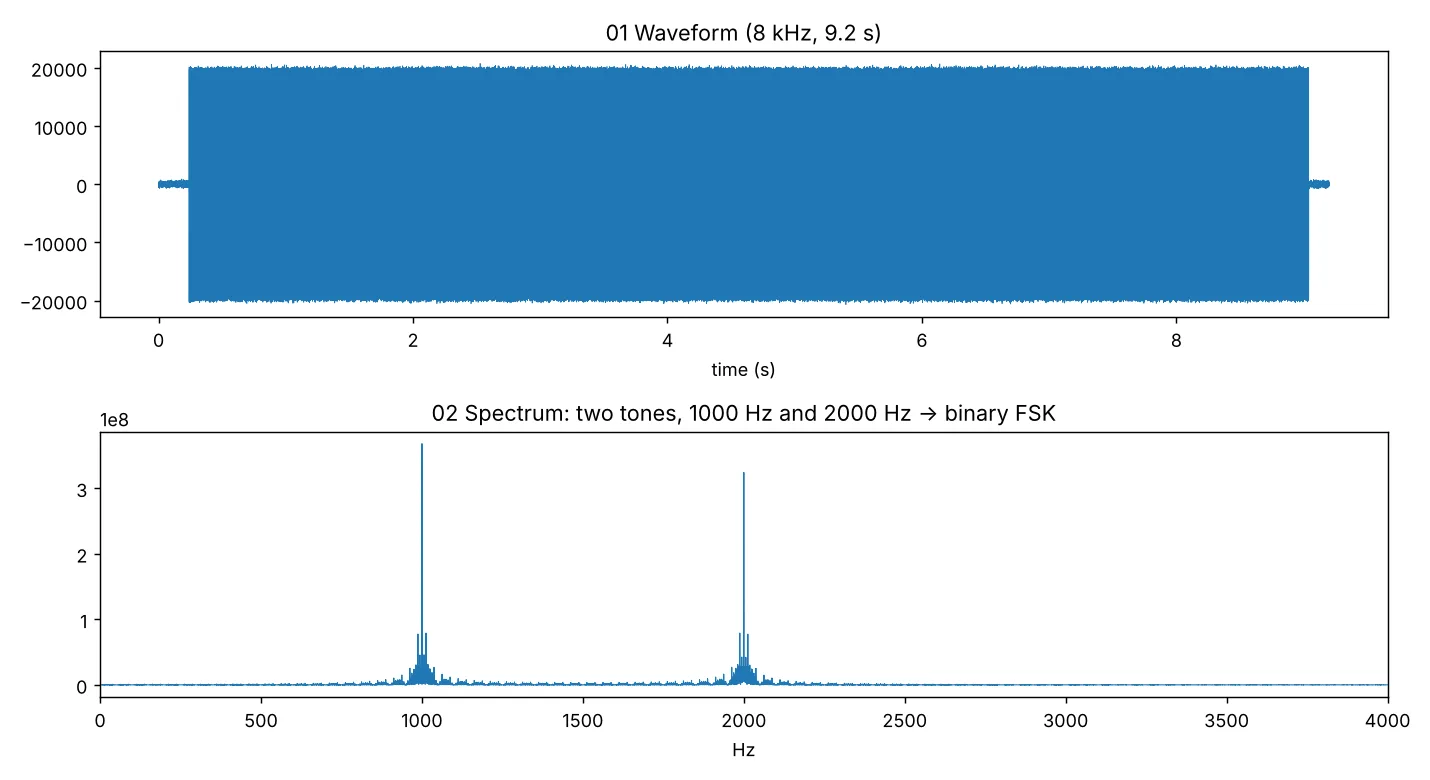 01 Waveform (8 kHz, 9.2 s)
20000
10000
0
−10000
−20000
0 2 4 6 8
time (s)
02 Spectrum: two tones, 1000 Hz and 2000 Hz → binary FSK
1e8
3
2
1
0
0 500 1000 1500 2000 2500 3000 3500 4000
Hz